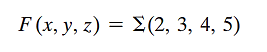 F (x, y, z) = Σ(2, 3, 4, 5)